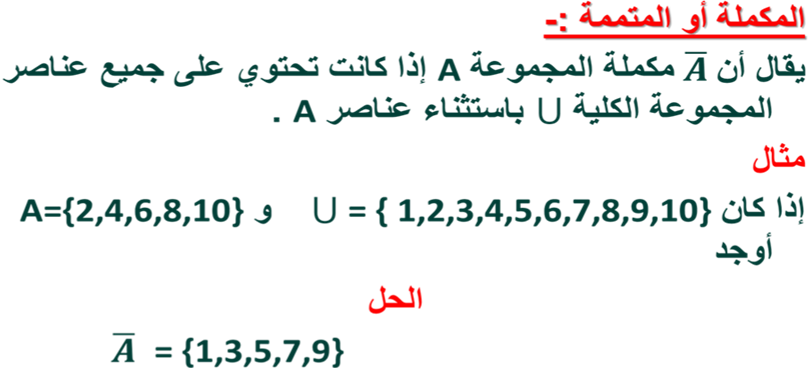 المكملة أو المتممة :-
يقال أن A̅ مكملة المجموعة A إذا كانت تحتوي على جميع عناصر
المجموعة الكلية U باستثناء عناصر A .
مثال
إذا كان U = { 1,2,3,4,5,6,7,8,9,10} و A={2,4,6,8,10}
أوجد
الحل
A̅ = {1,3,5,7,9}